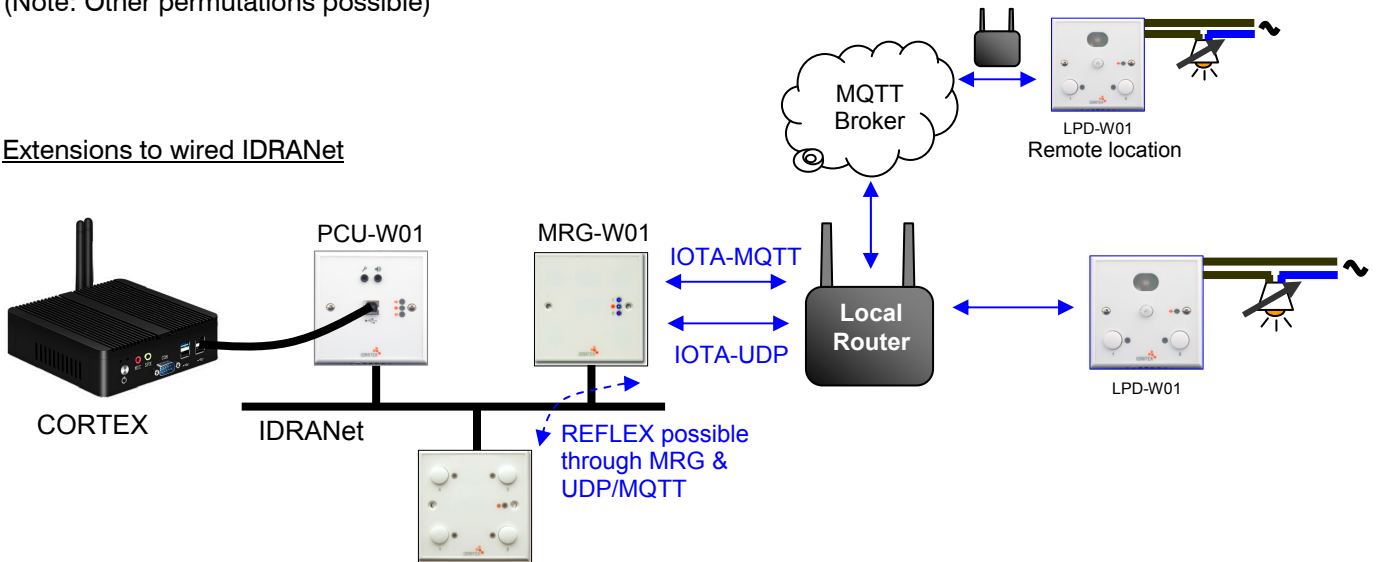 (Note: Other permutations possible)
MQTT
Broker
LPD-W01
Remote location
Extensions to wired IDRANet
PCU-W01
MRG-W01
IOTA-MQTT
IOTA-UDP
Local
Router
LPD-W01
CORTEX
IDRANet
REFLEX possible
through MRG &
UDP/MQTT